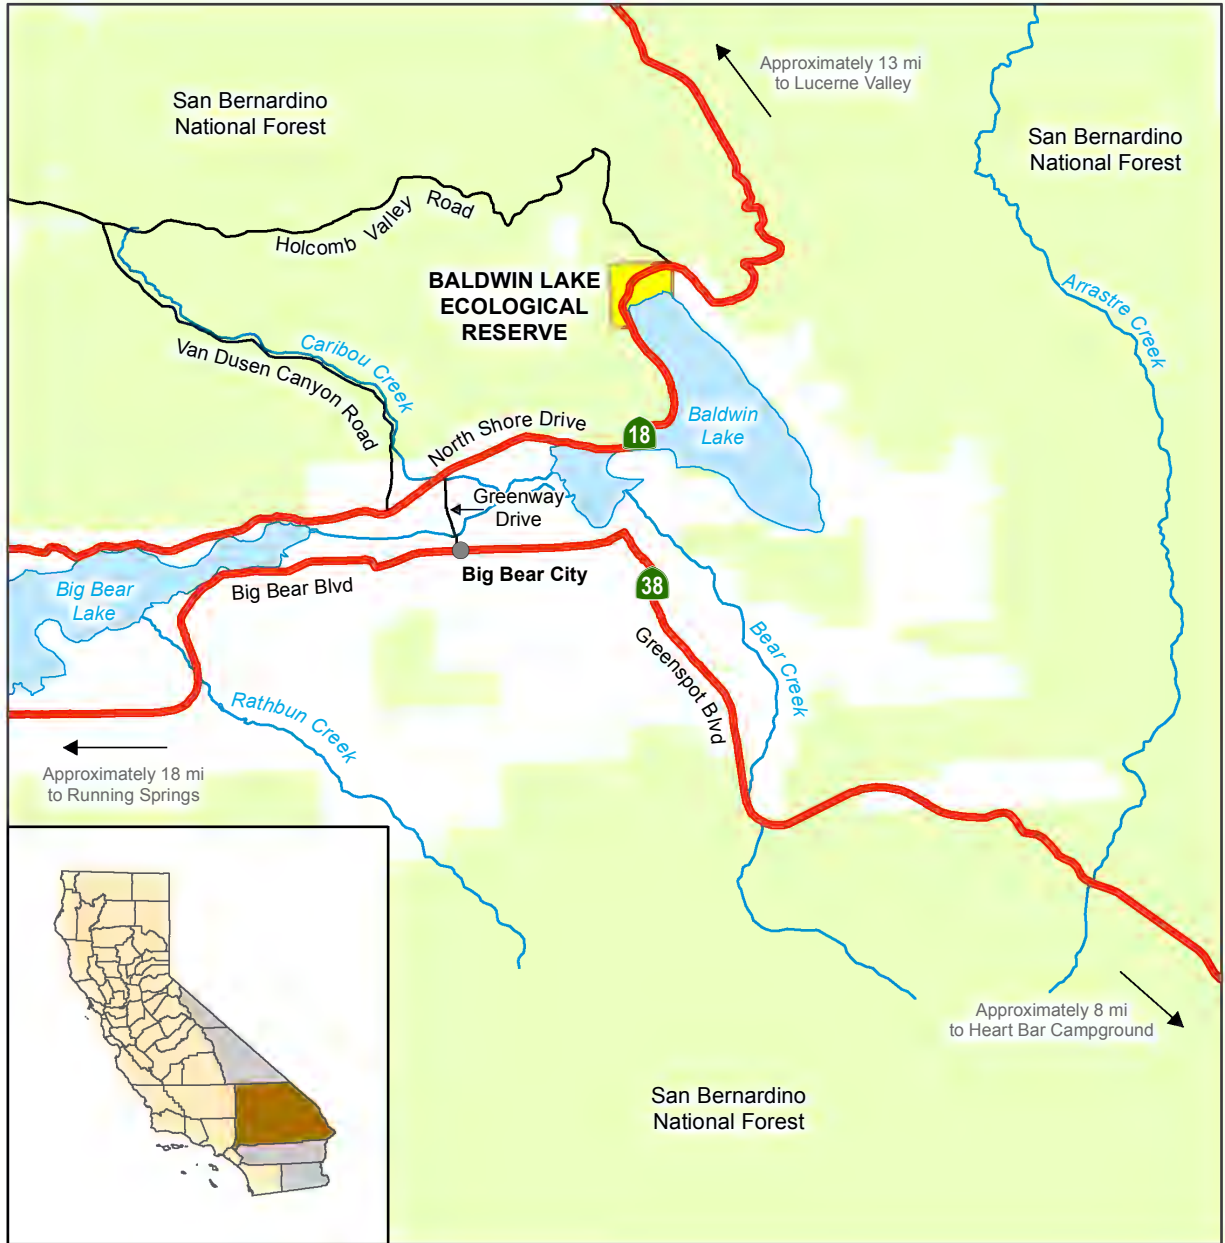 Approximately 13 mi
to Lucerne Valley
San Bernardino
National Forest
San Bernardino
National Forest
Holcomb Valley Road
BALDWIN LAKE
ECOLOGICAL
RESERVE
Arrastre Creek
Caribou Creek
Van Dusen Canyon Road
North Shore Drive
18
Baldwin
Lake
Greenway
Drive
Big Bear City
Big Bear
Lake
Big Bear Blvd
38
Greenspot Blvd
Bear Creek
Rathbun Creek
Approximately 18 mi
to Running Springs
Approximately 8 mi
to Heart Bar Campground
San Bernardino
National Forest